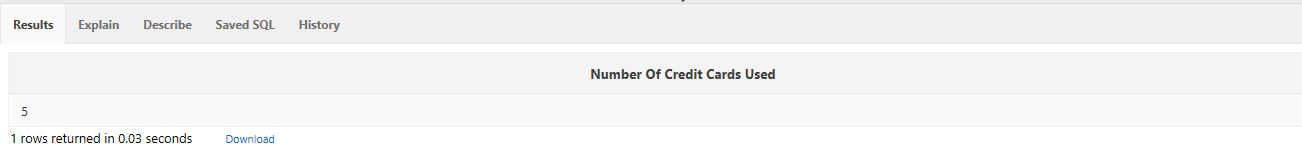 Results Explain Describe Saved SQL History
Number Of Credit Cards Used
5
1 rows returned in 0.03 seconds Download